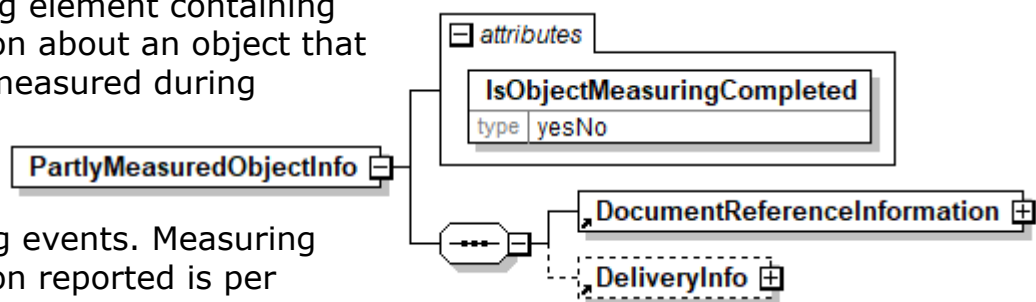 g element containing
on about an object that
measured during
attributes
IsObjectMeasuringCompleted
type yesNo
PartlyMeasuredObjectInfo
DocumentReferenceInformation
g events. Measuring
on reported is per
DeliveryInfo